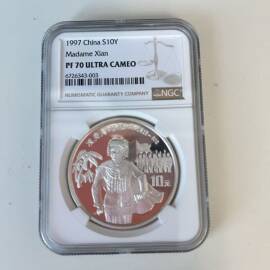 1997 China S10Y
Madame Xian
PF 70 ULTRA CAMEO
6726343-003
NUMISMATIC GUARANTY COMPANY
NGC
10元